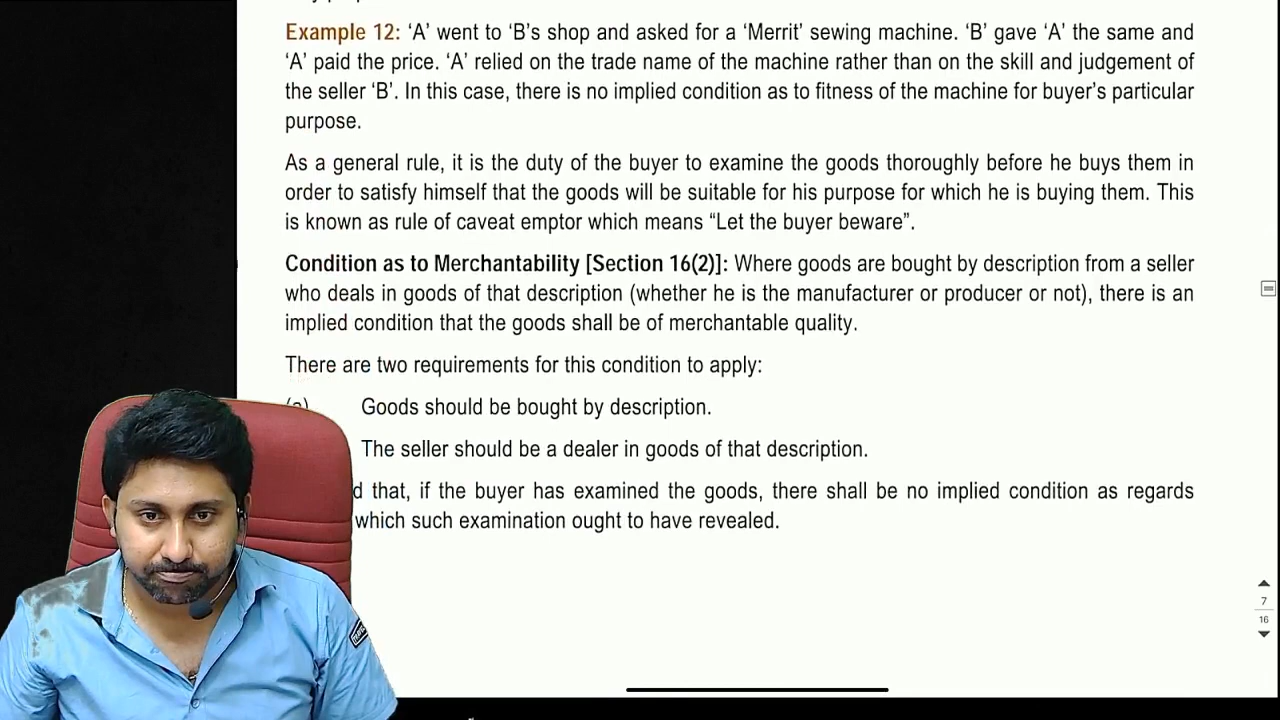 Example 12: ‘A’ went to ‘B’s shop and asked for a ‘Merrit’ sewing machine. ‘B’ gave ‘A’ the same and
‘A’ paid the price. ‘A’ relied on the trade name of the machine rather than on the skill and judgement of
the seller ‘B’. In this case, there is no implied condition as to fitness of the machine for buyer’s particular
purpose.
As a general rule, it is the duty of the buyer to examine the goods thoroughly before he buys them in
order to satisfy himself that the goods will be suitable for his purpose for which he is buying them. This
is known as rule of caveat emptor which means “Let the buyer beware”.
Condition as to Merchantability [Section 16(2)]: Where goods are bought by description from a seller
who deals in goods of that description (whether he is the manufacturer or producer or not), there is an
implied condition that the goods shall be of merchantable quality.
There are two requirements for this condition to apply:
(a) Goods should be bought by description.
The seller should be a dealer in goods of that description.
d that, if the buyer has examined the goods, there shall be no implied condition as regards
which such examination ought to have revealed.
7
16